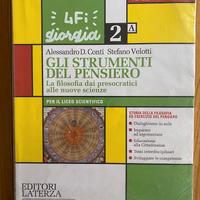 4Fi
giorgia
2 A
Alessandro D. Conti Stefano Velotti
GLI STRUMENTI
DEL PENSIERO
La filosofia dai presocratici
alle nuove scienze
PER IL LICEO SCIENTIFICO
STORIA DELLA FILOSOFIA
ED ESERCIZIO DEL PENSIERO
Dialoghiamo in aula
Imparare
ad argomentare
Educazione
alla Cittadinanza
Temi interdisciplinari
Sviluppare le competenze
EDITORI
LATERZA